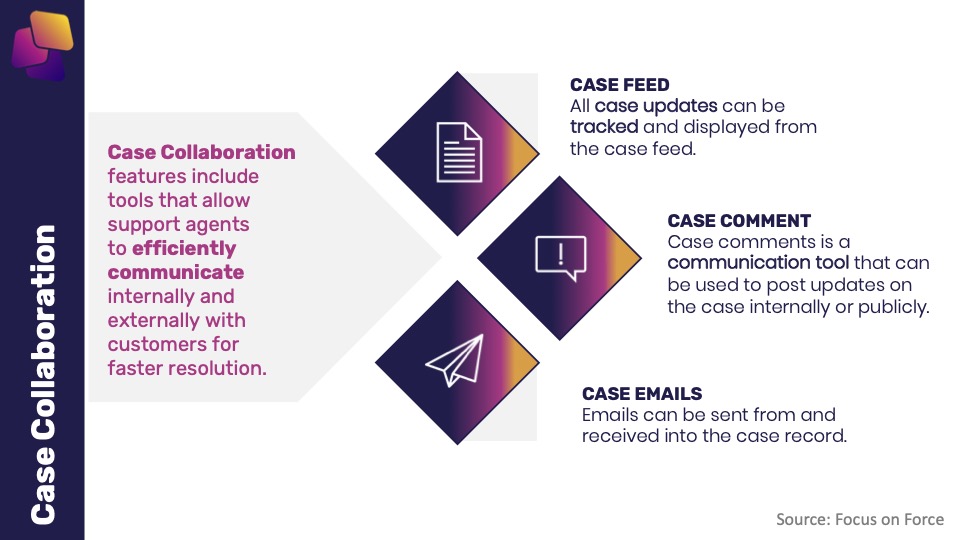 Case Collaboration
Case Collaboration
features include
tools that allow
support agents
to efficiently
communicate
internally and
externally with
customers for
faster resolution.
CASE FEED
All case updates can be
tracked and displayed from
the case feed.
CASE COMMENT
Case comments is a
communication tool that can
be used to post updates on
the case internally or publicly.
CASE EMAILS
Emails can be sent from and
received into the case record.
Source: Focus on Force